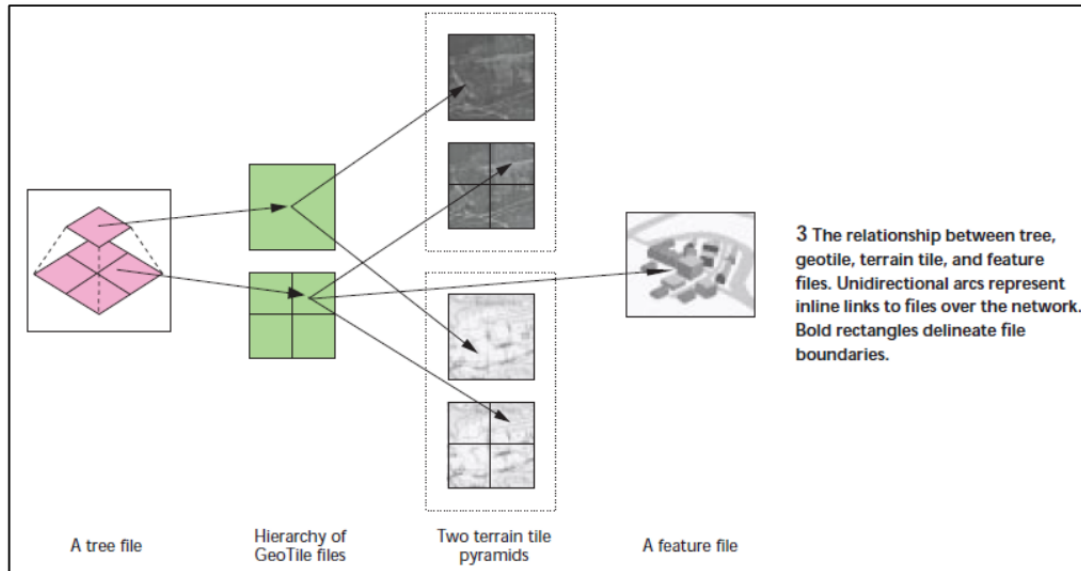 3 The relationship between tree,
geotile, terrain tile, and feature
files. Unidirectional arcs represent
inline links to files over the network.
Bold rectangles delineate file
boundaries.
A tree file
Hierarchy of
GeoTile files
Two terrain tile
pyramids
A feature file